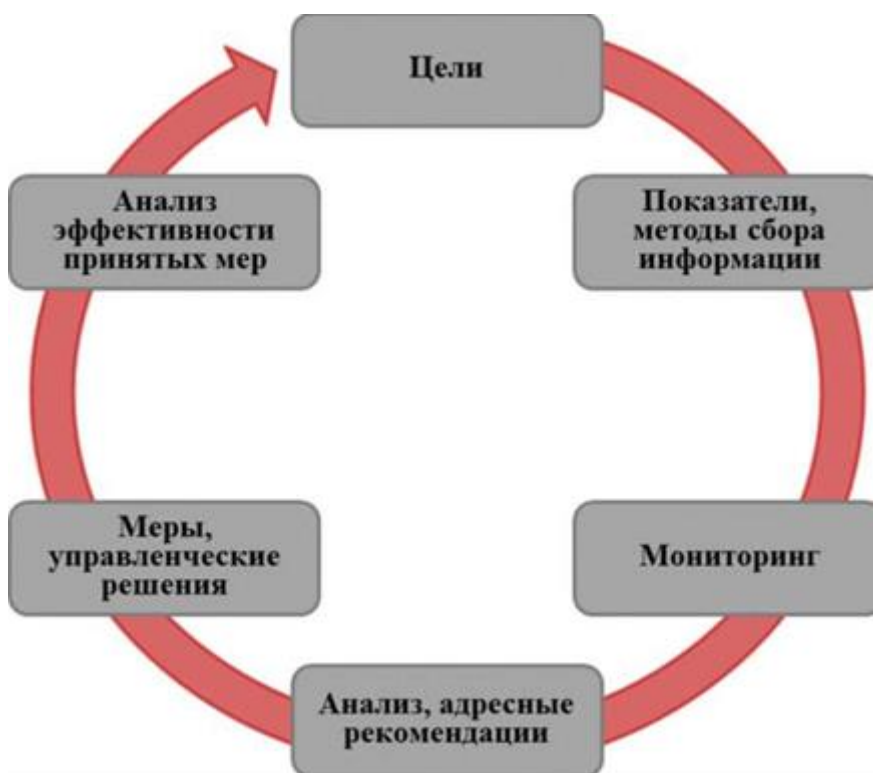 Цели
Показатели,
методы сбора
информации
Мониторинг
Анализ, адресные
рекомендации
Меры,
управленческие
решения
Анализ
эффективности
принятых мер